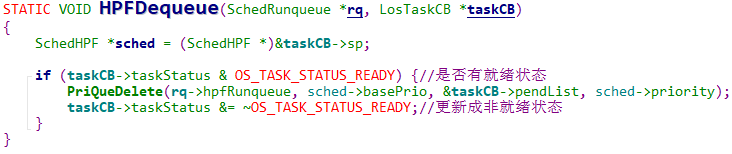 STATIC VOID HPFDequeue(SchedRunqueue *rq, LosTaskCB *taskCB)
{
    SchedHPF *sched = (SchedHPF *)&taskCB->sp;

    if (taskCB->taskStatus & OS_TASK_STATUS_READY) {//是否有就绪状态
        PriQueDelete(rq->hpfRunqueue, sched->basePrio, &taskCB->pendList, sched->priority);
        taskCB->taskStatus &= ~OS_TASK_STATUS_READY;//更新成非就绪状态
    }
}